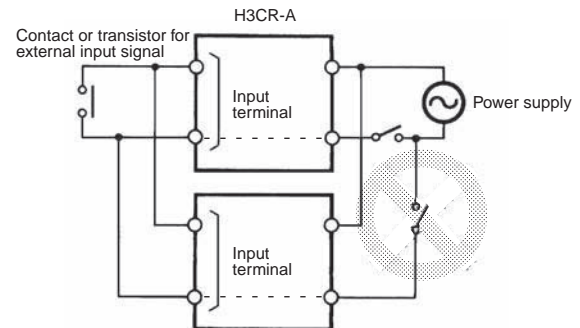 H3CR-A
Contact or transistor for
external input signal
Input
terminal
Power supply
Input
terminal